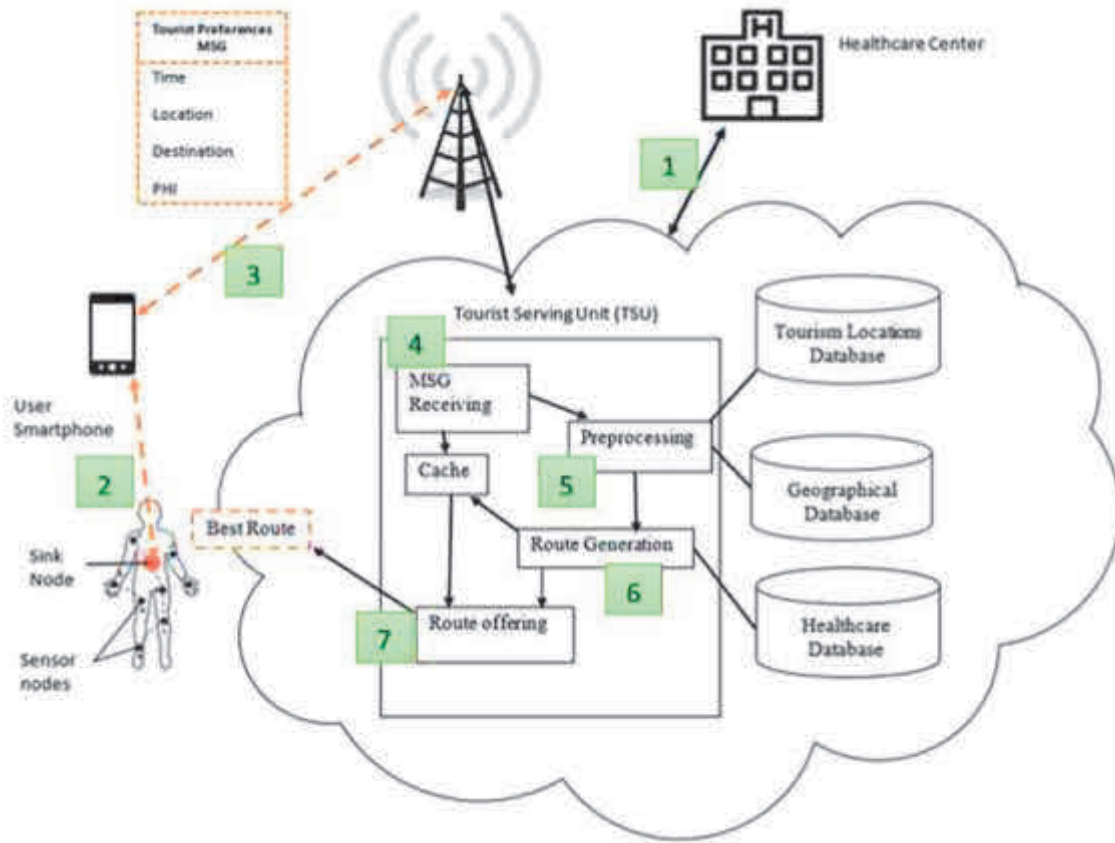 Tourist Preferences
MSG
Time
Location
Destination
PHI
H
Healthcare Center
1
3
Tourist Serving Unit (TSU)
4
MSG
Receiving
Preprocessing
5
Cache
Route Generation
6
Route offering
7
Best Route
Tourism Locations
Database
Geographical
Database
Healthcare
Database
User
Smartphone
2
Sink
Node
Sensor
nodes